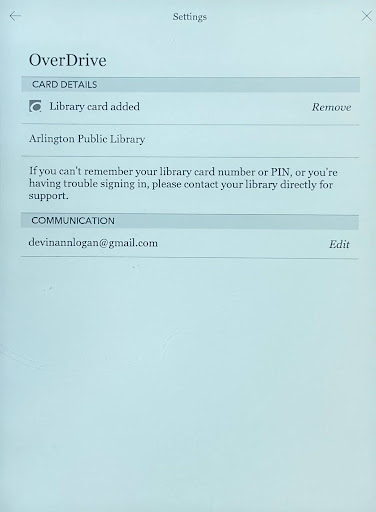 Settings
OverDrive
CARD DETAILS
Library card added Remove
Arlington Public Library
If you can't remember your library card number or PIN, or you're
having trouble signing in, please contact your library directly for
support.
COMMUNICATION
devinannlogan@gmail.com Edit